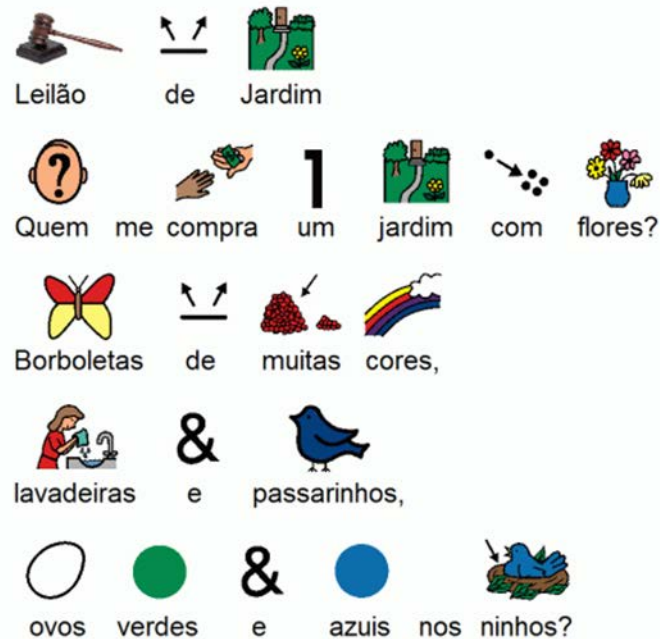 Leilão de Jardim
Quem me compra um jardim com flores?
Borboletas de muitas cores,
lavadeiras e passarinhos,
ovos verdes e azuis nos ninhos?